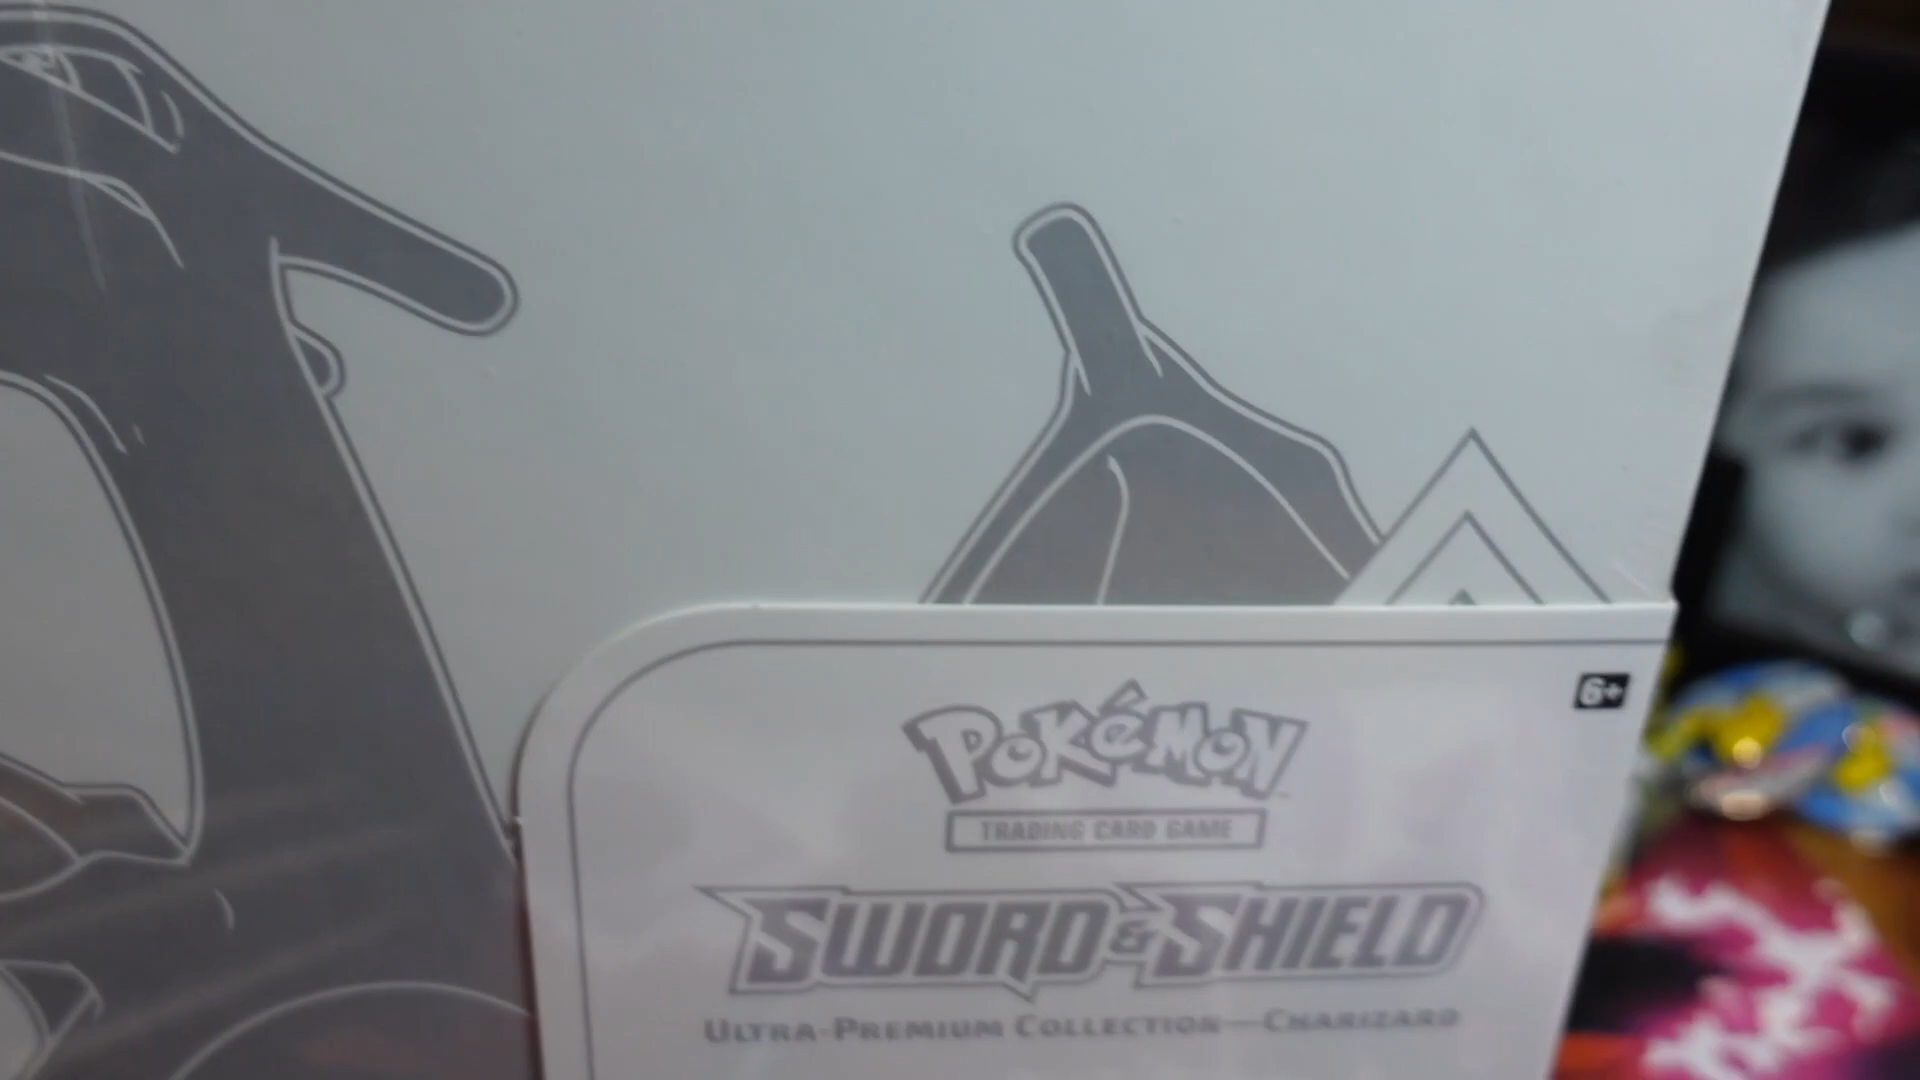 6+
Pokémon
TRADING CARD GAME
SWORD & SHIELD
ULTRA-PREMIUM COLLECTION—CHARIZARD